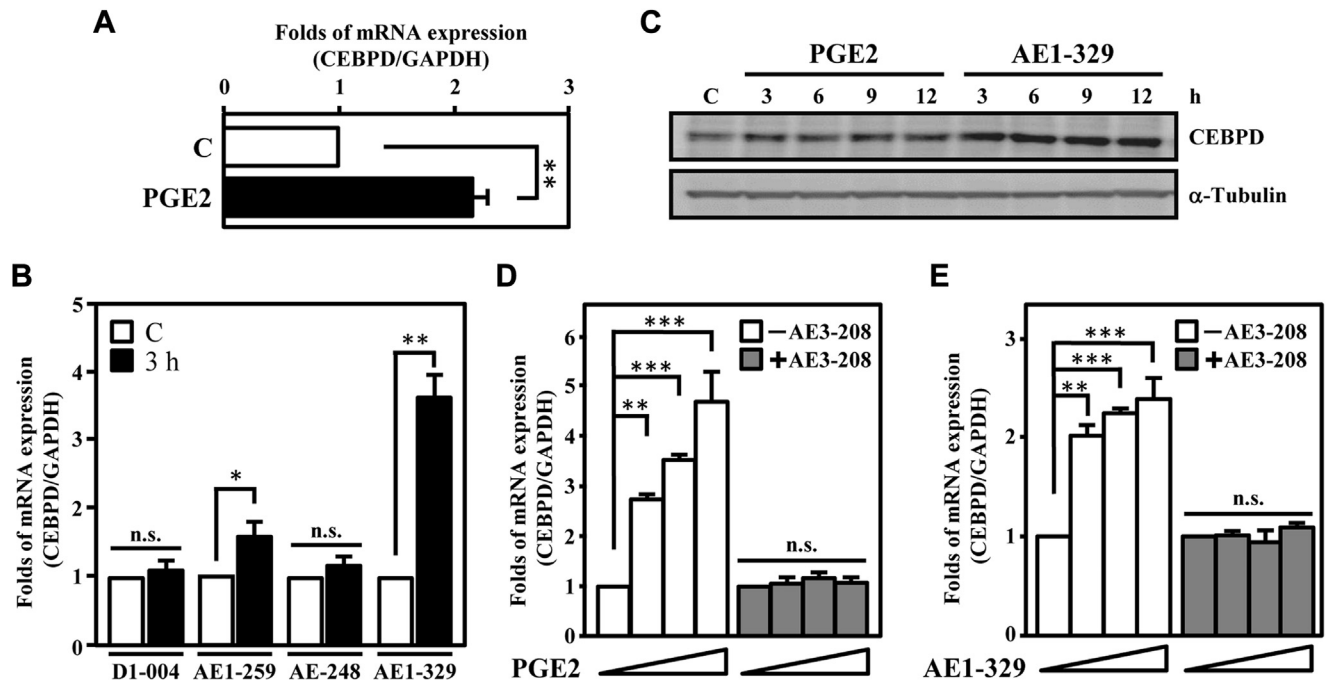 A
Folds of mRNA expression
(CEBPD/GAPDH)
0 1 2 3
C
PGE2
**
C
PGE2 AE1-329
C 3 6 9 12 3 6 9 12 h
CEBPD
α-Tubulin
B
Folds of mRNA expression
(CEBPD/GAPDH)
5
4
3
2
1
0
C
3 h
n.s.
*
n.s.
**
D1-004 AE1-259 AE-248 AE1-329
D
Folds of mRNA expression
(CEBPD/GAPDH)
6
5
4
3
2
1
0
−AE3-208
+AE3-208
***
***
**
n.s.
PGE2
E
Folds of mRNA expression
(CEBPD/GAPDH)
3
2
1
0
−AE3-208
+AE3-208
***
***
**
n.s.
AE1-329